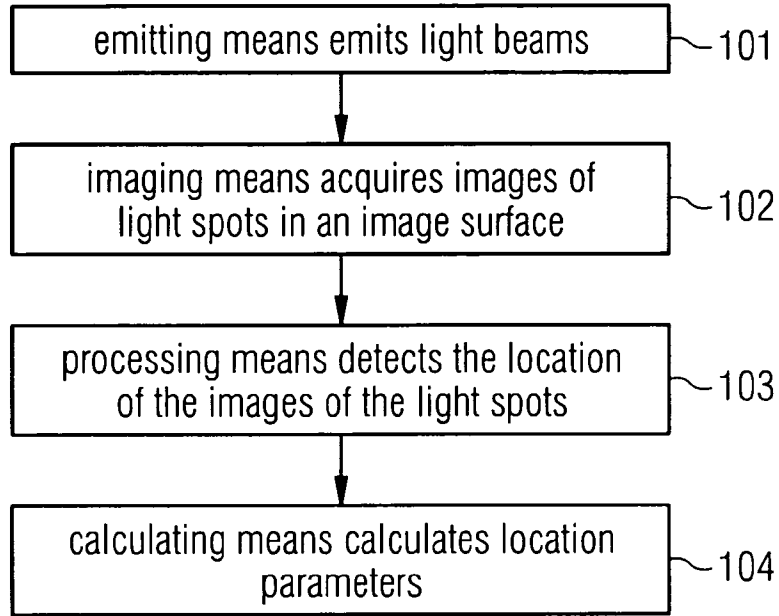 emitting means emits light beams
101
imaging means acquires images of
light spots in an image surface
102
processing means detects the location
of the images of the light spots
103
calculating means calculates location
parameters
104